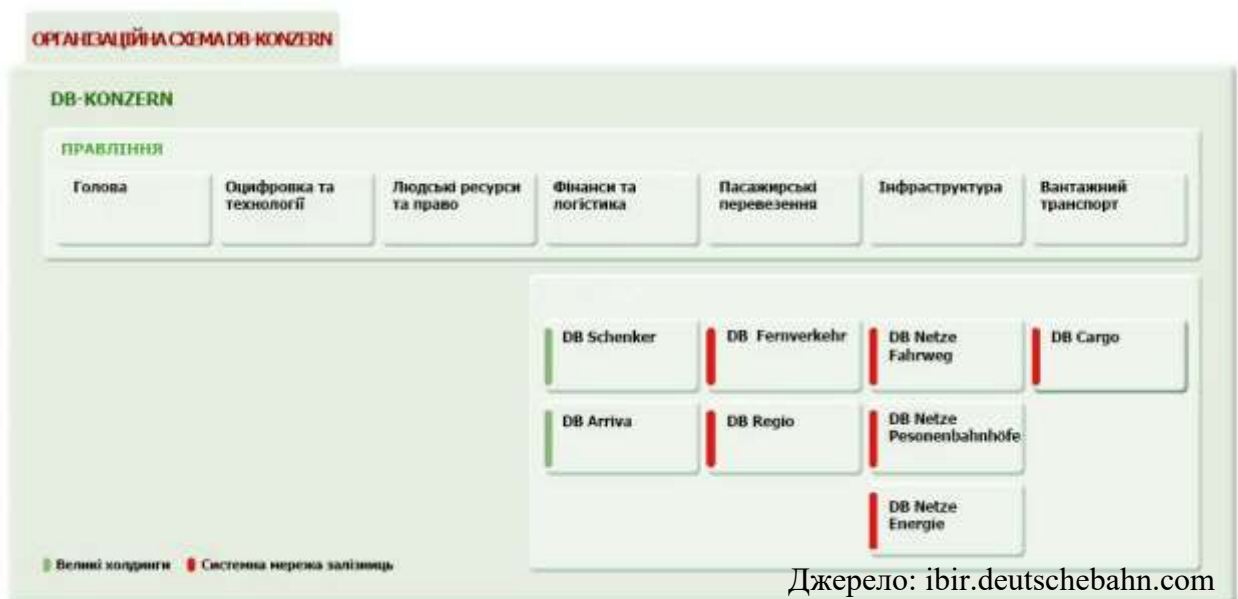 ОРГАНІЗАЦІЙНА СХЕМА DB-KONZERN
DB-KONZERN
ПРАВЛІННЯ
Голова
Оцифровка та
технології
Людські ресурси
та право
Фінанси та
логістика
Пасажирські
перевезення
Інфраструктура
Вантажний
транспорт
DB Schenker
DB Fernverkehr
DB Netze
Fahrweg
DB Cargo
DB Arriva
DB Regio
DB Netze
Pesonenbahnhöfe
DB Netze
Energie
Великі холдинги
Системна мережа залізниць
Джерело: ibir.deutschebahn.com